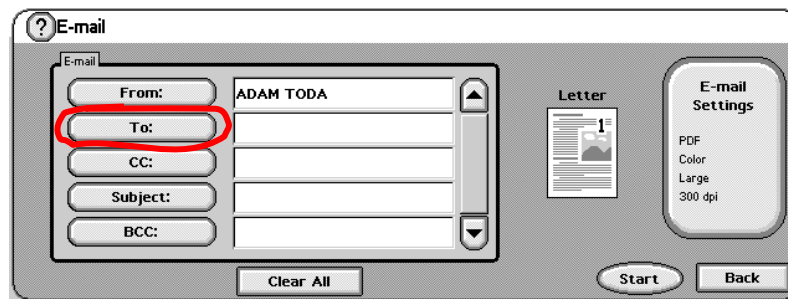 ? E-mail
E-mail
From: ADAM TODA
To:
CC:
Subject:
BCC:
Clear All
Letter
1
E-mail
Settings
PDF
Color
Large
300 dpi
Start
Back